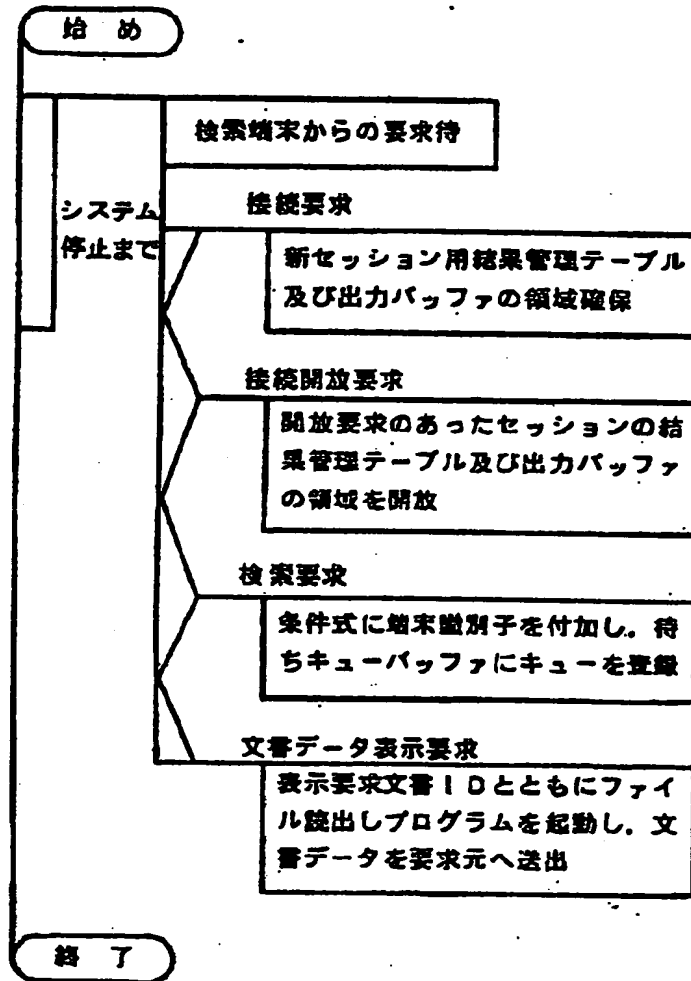 始め
検索端末からの要求待
システム
停止まで
接続要求
新セッション用結果管理テーブル
及び出力バッファの領域確保
接続開放要求
開放要求のあったセッションの結
果管理テーブル及び出力バッファ
の領域を開放
検索要求
条件式に端末識別子を付加し．待
ちキューバッファにキューを登録
文書データ表示要求
表示要求文書ＩＤとともにファイ
ル読出しプログラムを起動し．文
書データを要求元へ送出
終了